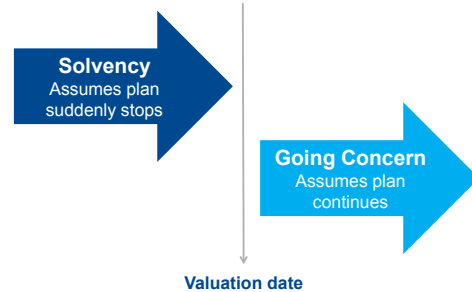 Solvency
Assumes plan
suddenly stops
Going Concern
Assumes plan
continues
Valuation date